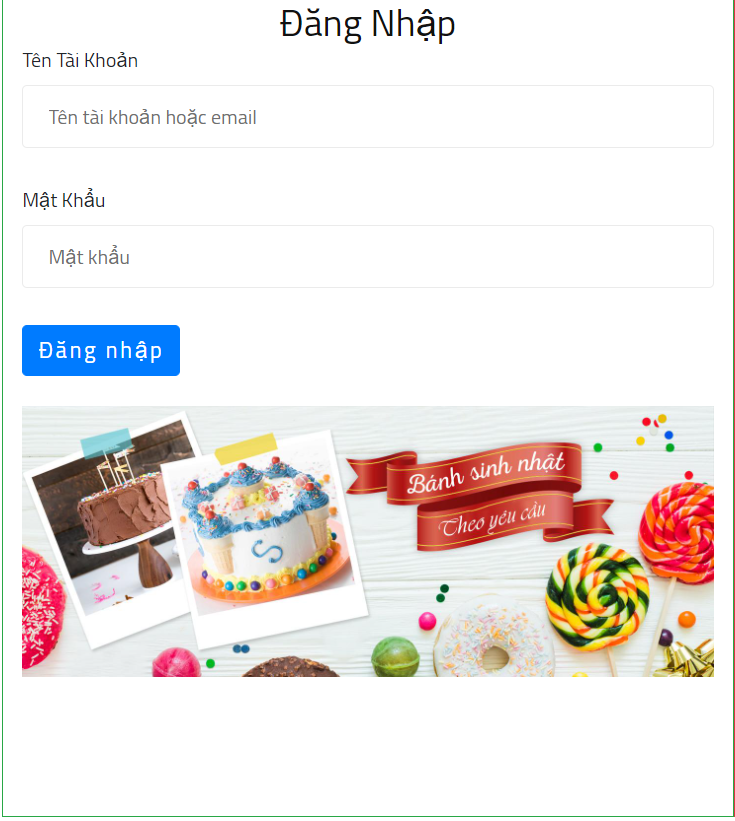 Đăng Nhập
Tên Tài Khoản
Tên tài khoản hoặc email
Mật Khẩu
Mật khẩu
Đăng nhập
Bánh sinh nhật
Theo yêu cầu
S